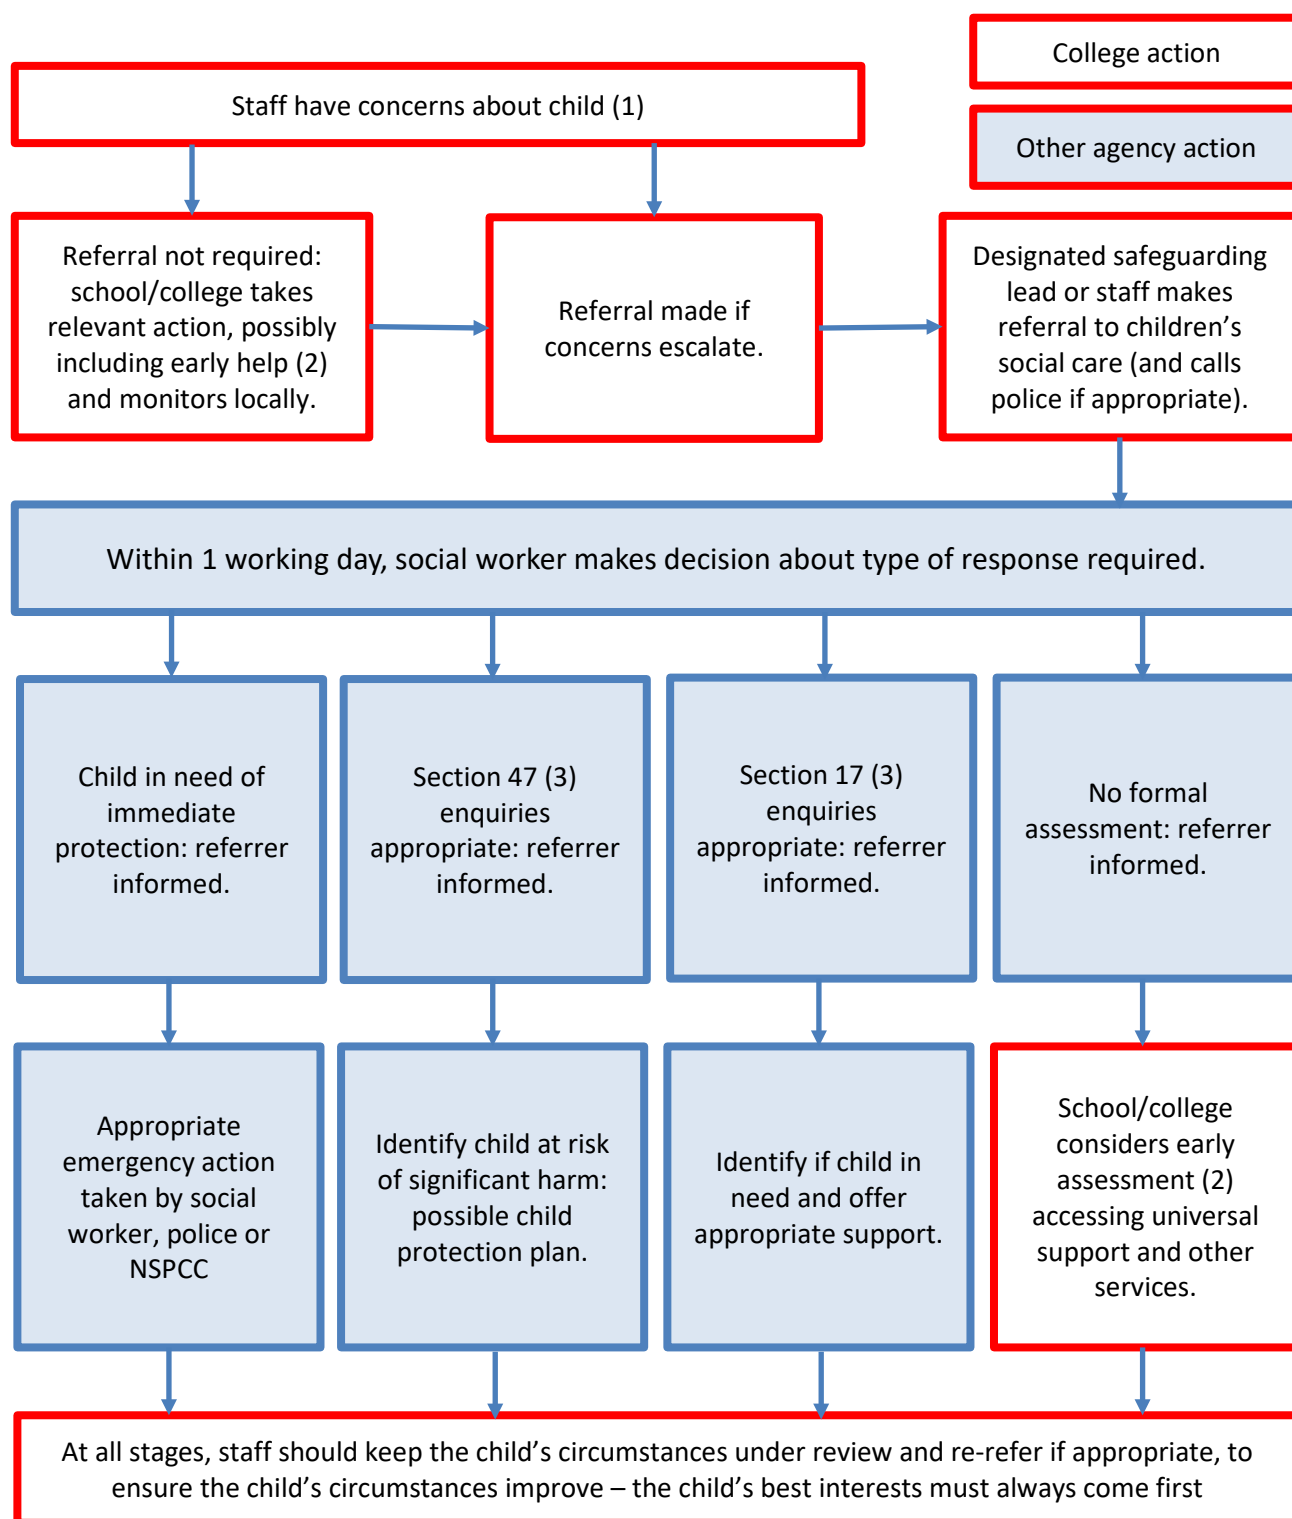 College action
Staff have concerns about child (1)
Other agency action
Referral not required:
school/college takes
relevant action, possibly
including early help (2)
and monitors locally.
Referral made if
concerns escalate.
Designated safeguarding
lead or staff makes
referral to children’s
social care (and calls
police if appropriate).
Within 1 working day, social worker makes decision about type of response required.
Child in need of
immediate
protection: referrer
informed.
Section 47 (3)
enquiries
appropriate: referrer
informed.
Section 17 (3)
enquiries
appropriate: referrer
informed.
No formal
assessment: referrer
informed.
Appropriate
emergency action
taken by social
worker, police or
NSPCC
Identify child at risk
of significant harm:
possible child
protection plan.
Identify if child in
need and offer
appropriate support.
School/college
considers early
assessment (2)
accessing universal
support and other
services.
At all stages, staff should keep the child’s circumstances under review and re-refer if appropriate, to
ensure the child’s circumstances improve – the child’s best interests must always come first